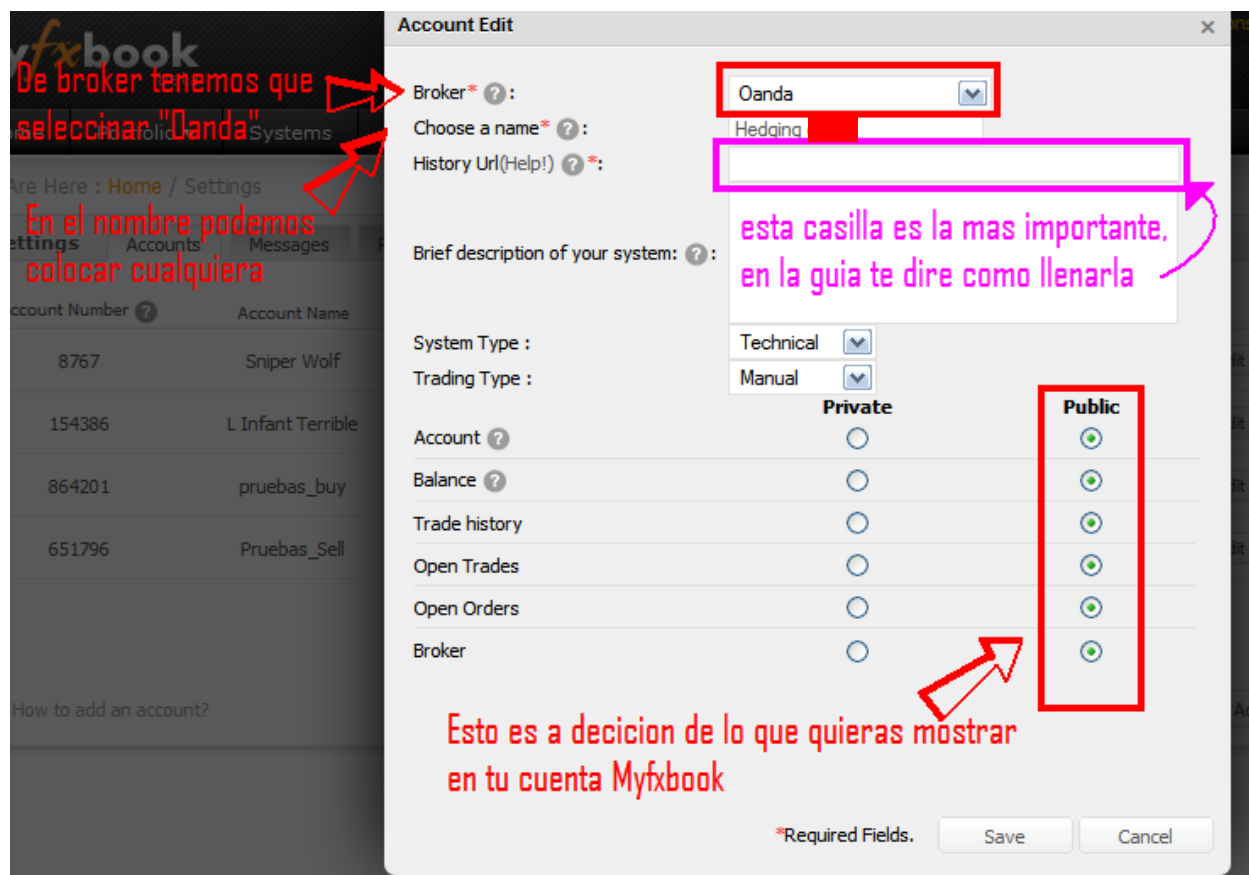 Account Edit
yfxbook
De broker tenemos que
seleccinar "Oanda"
Systems
Are Here : Home / Settings
En el nombre podemos
colocar cualquiera
ettings Accounts Messages
ccount Number Account Name
8767 Sniper Wolf
154386 L Infant Terrible
864201 pruebas_buy
651796 Pruebas_Sell
How to add an account?
Broker* ? : Oanda
Choose a name* ? : Hedging
History Url(Help!) ? *:
Brief description of your system: ? :
esta casilla es la mas importante,
en la guia te dire como llenarla
System Type : Technical
Trading Type : Manual
Private Public
Account ?
Balance ?
Trade history
Open Trades
Open Orders
Broker
Esto es a decicion de lo que quieras mostrar
en tu cuenta Myfxbook
*Required Fields. Save Cancel